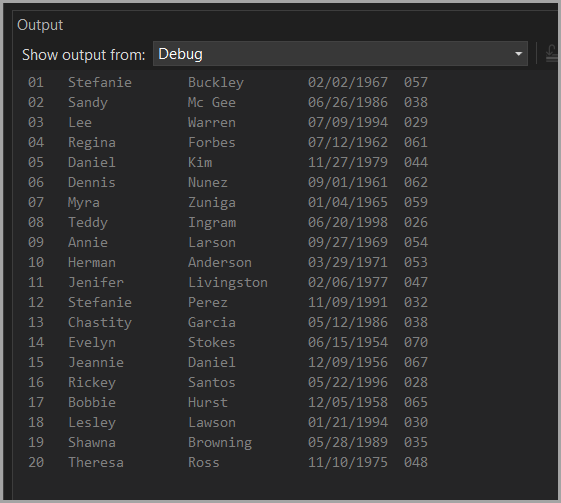 Output
Show output from: Debug
01 Stefanie Buckley 02/02/1967 057
02 Sandy Mc Gee 06/26/1986 038
03 Lee Warren 07/09/1994 029
04 Regina Forbes 07/12/1962 061
05 Daniel Kim 11/27/1979 044
06 Dennis Nunez 09/01/1961 062
07 Myra Zuniga 01/04/1965 059
08 Teddy Ingram 06/20/1998 026
09 Annie Larson 09/27/1969 054
10 Herman Anderson 03/29/1971 053
11 Jenifer Livingston 02/06/1977 047
12 Stefanie Perez 11/09/1991 032
13 Chastity Garcia 05/12/1986 038
14 Evelyn Stokes 06/15/1954 070
15 Jeannie Daniel 12/09/1956 067
16 Rickey Santos 05/22/1996 028
17 Bobbie Hurst 12/05/1958 065
18 Lesley Lawson 01/21/1994 030
19 Shawna Browning 05/28/1989 035
20 Theresa Ross 11/10/1975 048